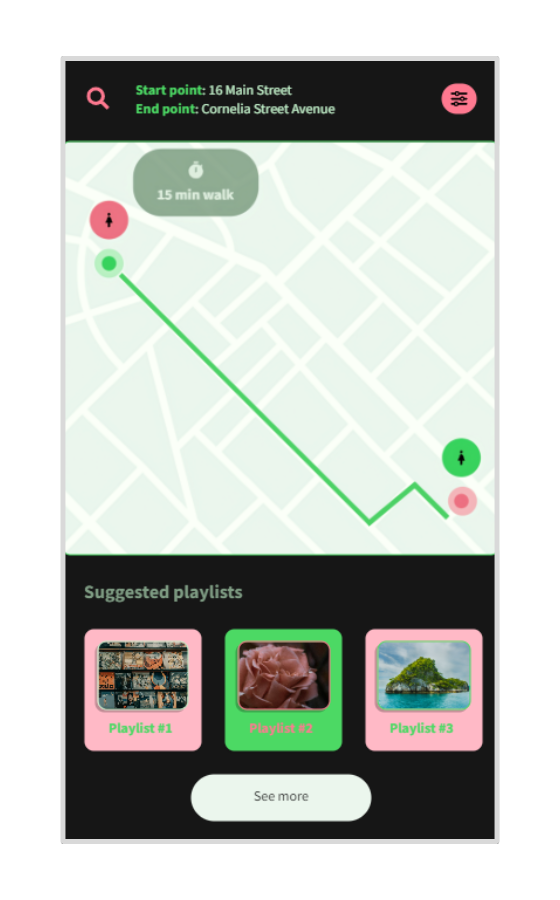 Start point: 16 Main Street
End point: Cornelia Street Avenue
15 min walk
Suggested playlists
Playlist #1
Playlist #2
Playlist #3
See more